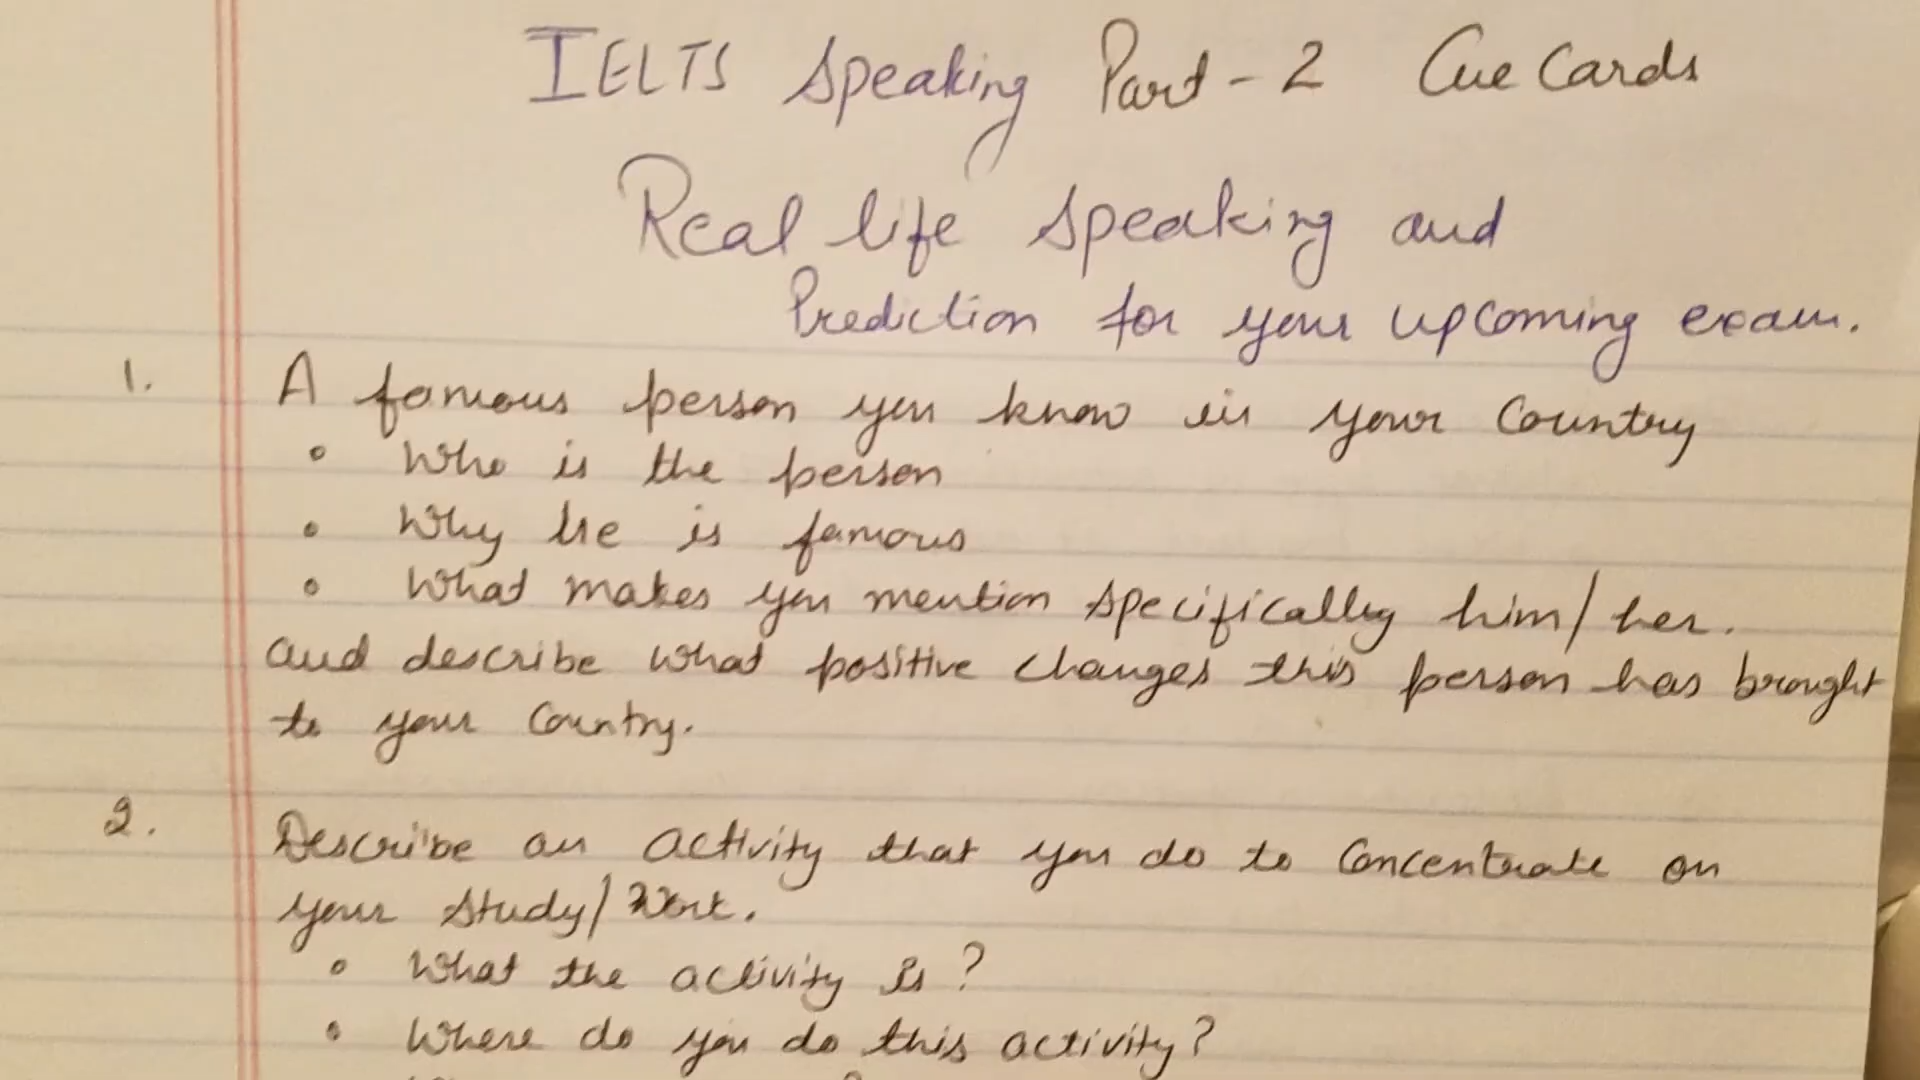 IELTS Speaking Part-2 Cue Cards
Real life speaking and
Prediction for your upcoming exam.
1. A famous person you know in your Country
• Who is the person
• Why he is famous
• What makes you mention specifically him/her.
and describe what positive changes this person has brought
to your Country.
2. Describe an activity that you do to Concentrate on
your study/Work.
• What the activity is?
• Where do you do this activity?